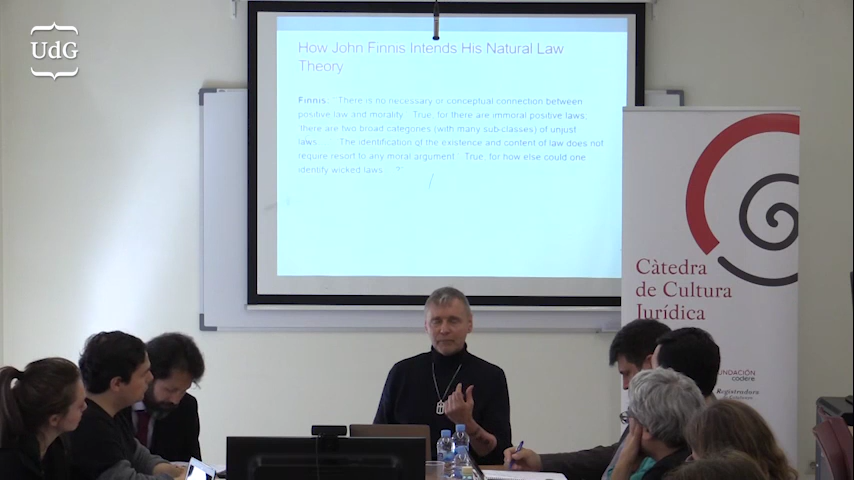 UdG
How John Finnis Intends His Natural Law
Theory
Finnis: "There is no necessary or conceptual connection between
positive law and morality. True, for there are immoral positive laws.
There are two broad categories (with many sub-classes) of unjust
laws. ... The identification of the existence and content of law does not
require resort to any moral argument. True, for how else could one
identify wicked laws ... ?"
Càtedra
de Cultura
Jurídica
FUNDACIÓN
codere
Registradors